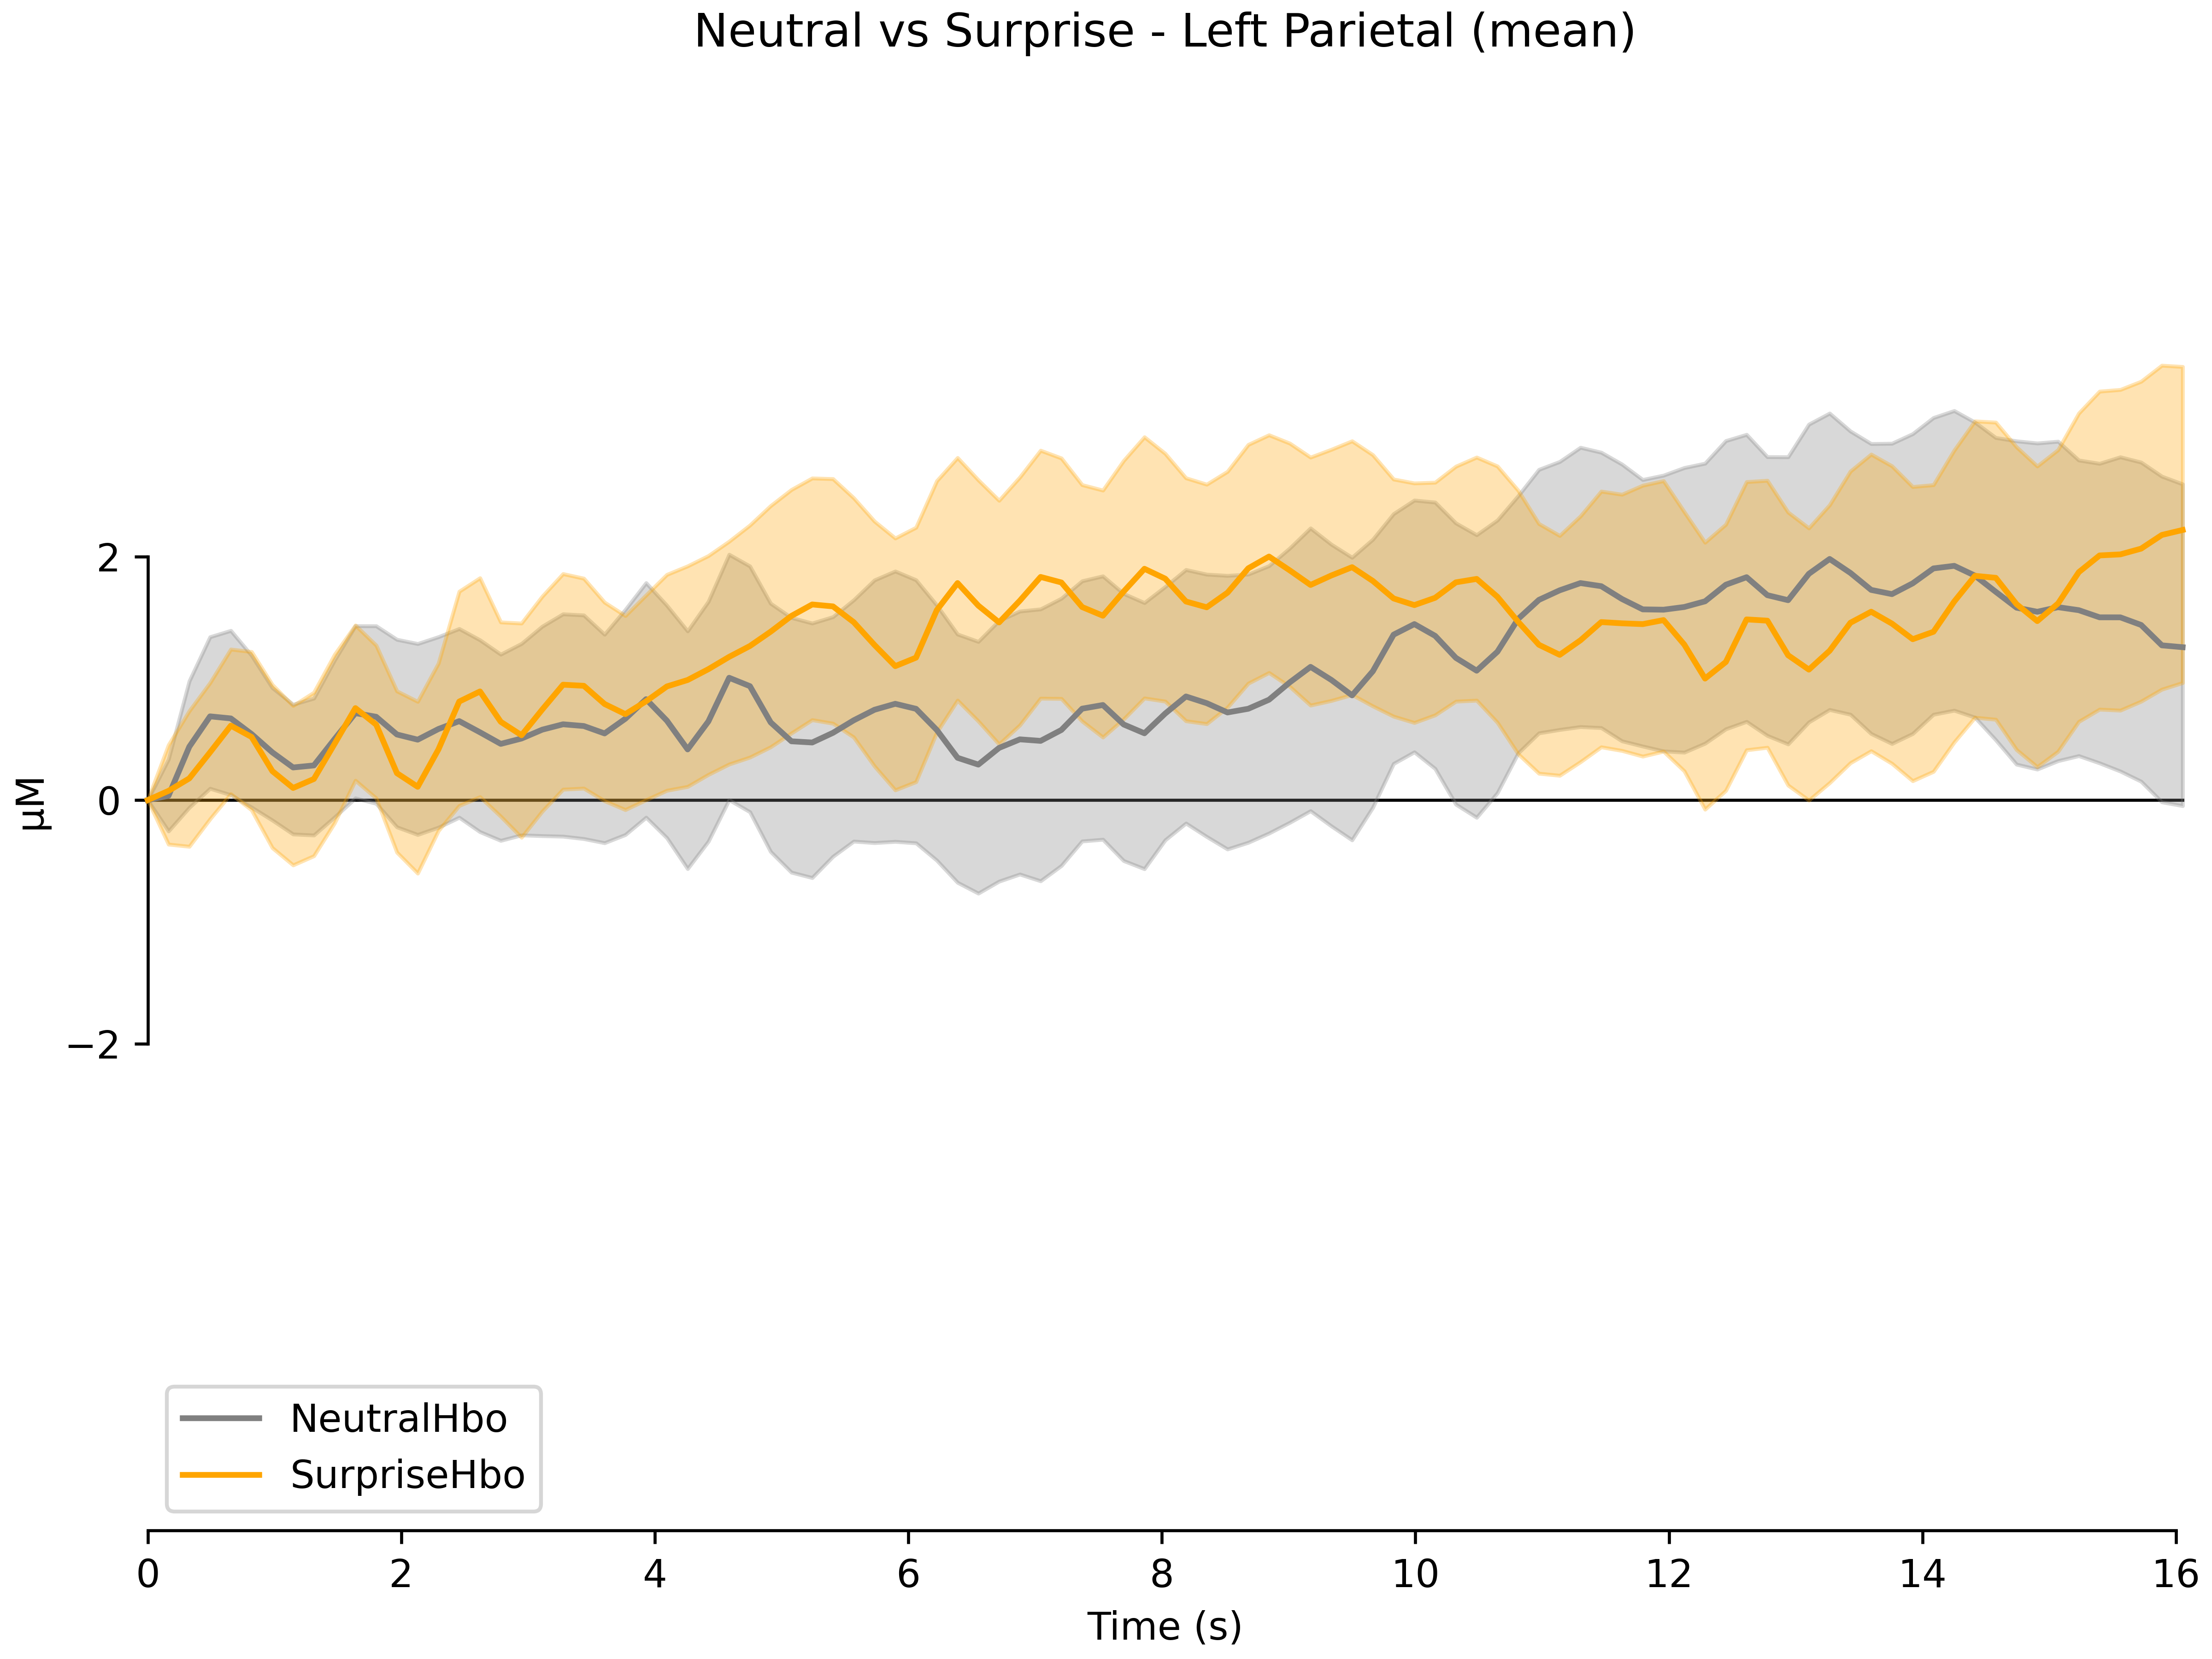 Neutral vs Surprise - Left Parietal (mean)
µM
2
0
−2
NeutralHbo
SurpriseHbo
0 2 4 6 8 10 12 14 16
Time (s)